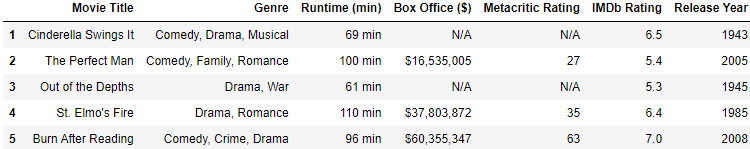 Movie Title Genre Runtime (min) Box Office ($) Metacritic Rating IMDb Rating Release Year
1 Cinderella Swings It Comedy, Drama, Musical 69 min N/A N/A 6.5 1943
2 The Perfect Man Comedy, Family, Romance 100 min $16,535,005 27 5.4 2005
3 Out of the Depths Drama, War 61 min N/A N/A 5.3 1945
4 St. Elmo's Fire Drama, Romance 110 min $37,803,872 35 6.4 1985
5 Burn After Reading Comedy, Crime, Drama 96 min $60,355,347 63 7.0 2008